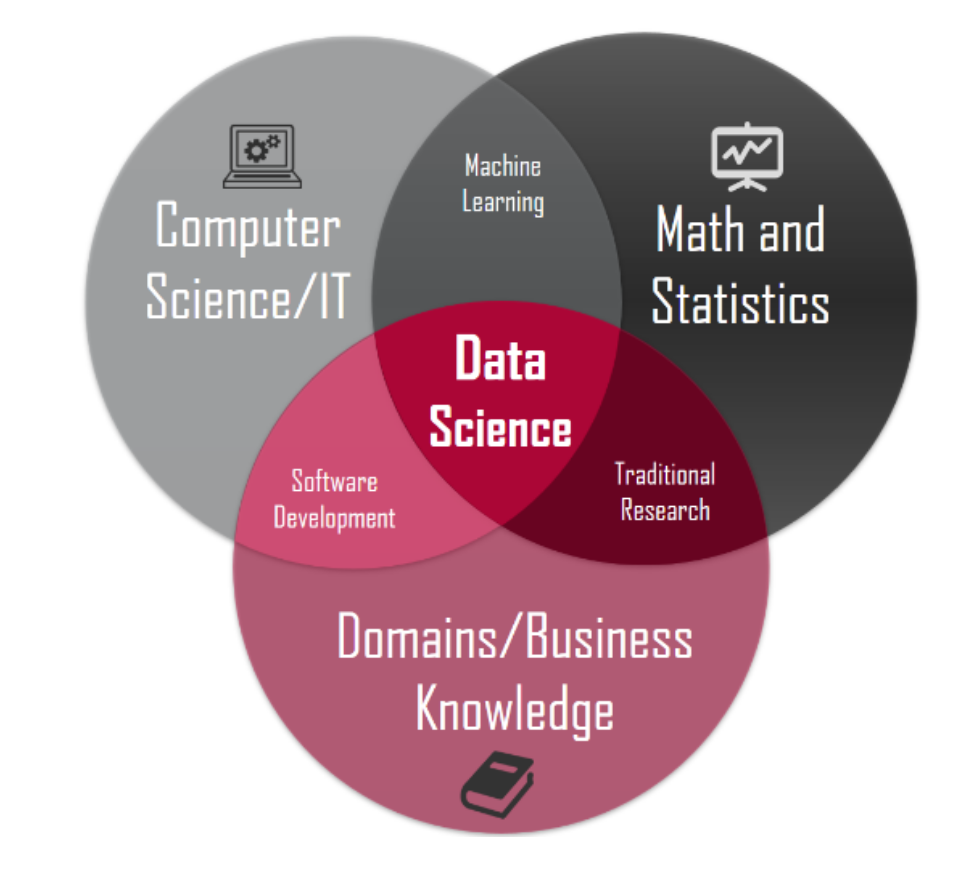 Machine
Learning
Computer
Science/IT
Math and
Statistics
Data
Science
Software
Development
Traditional
Research
Domains/Business
Knowledge